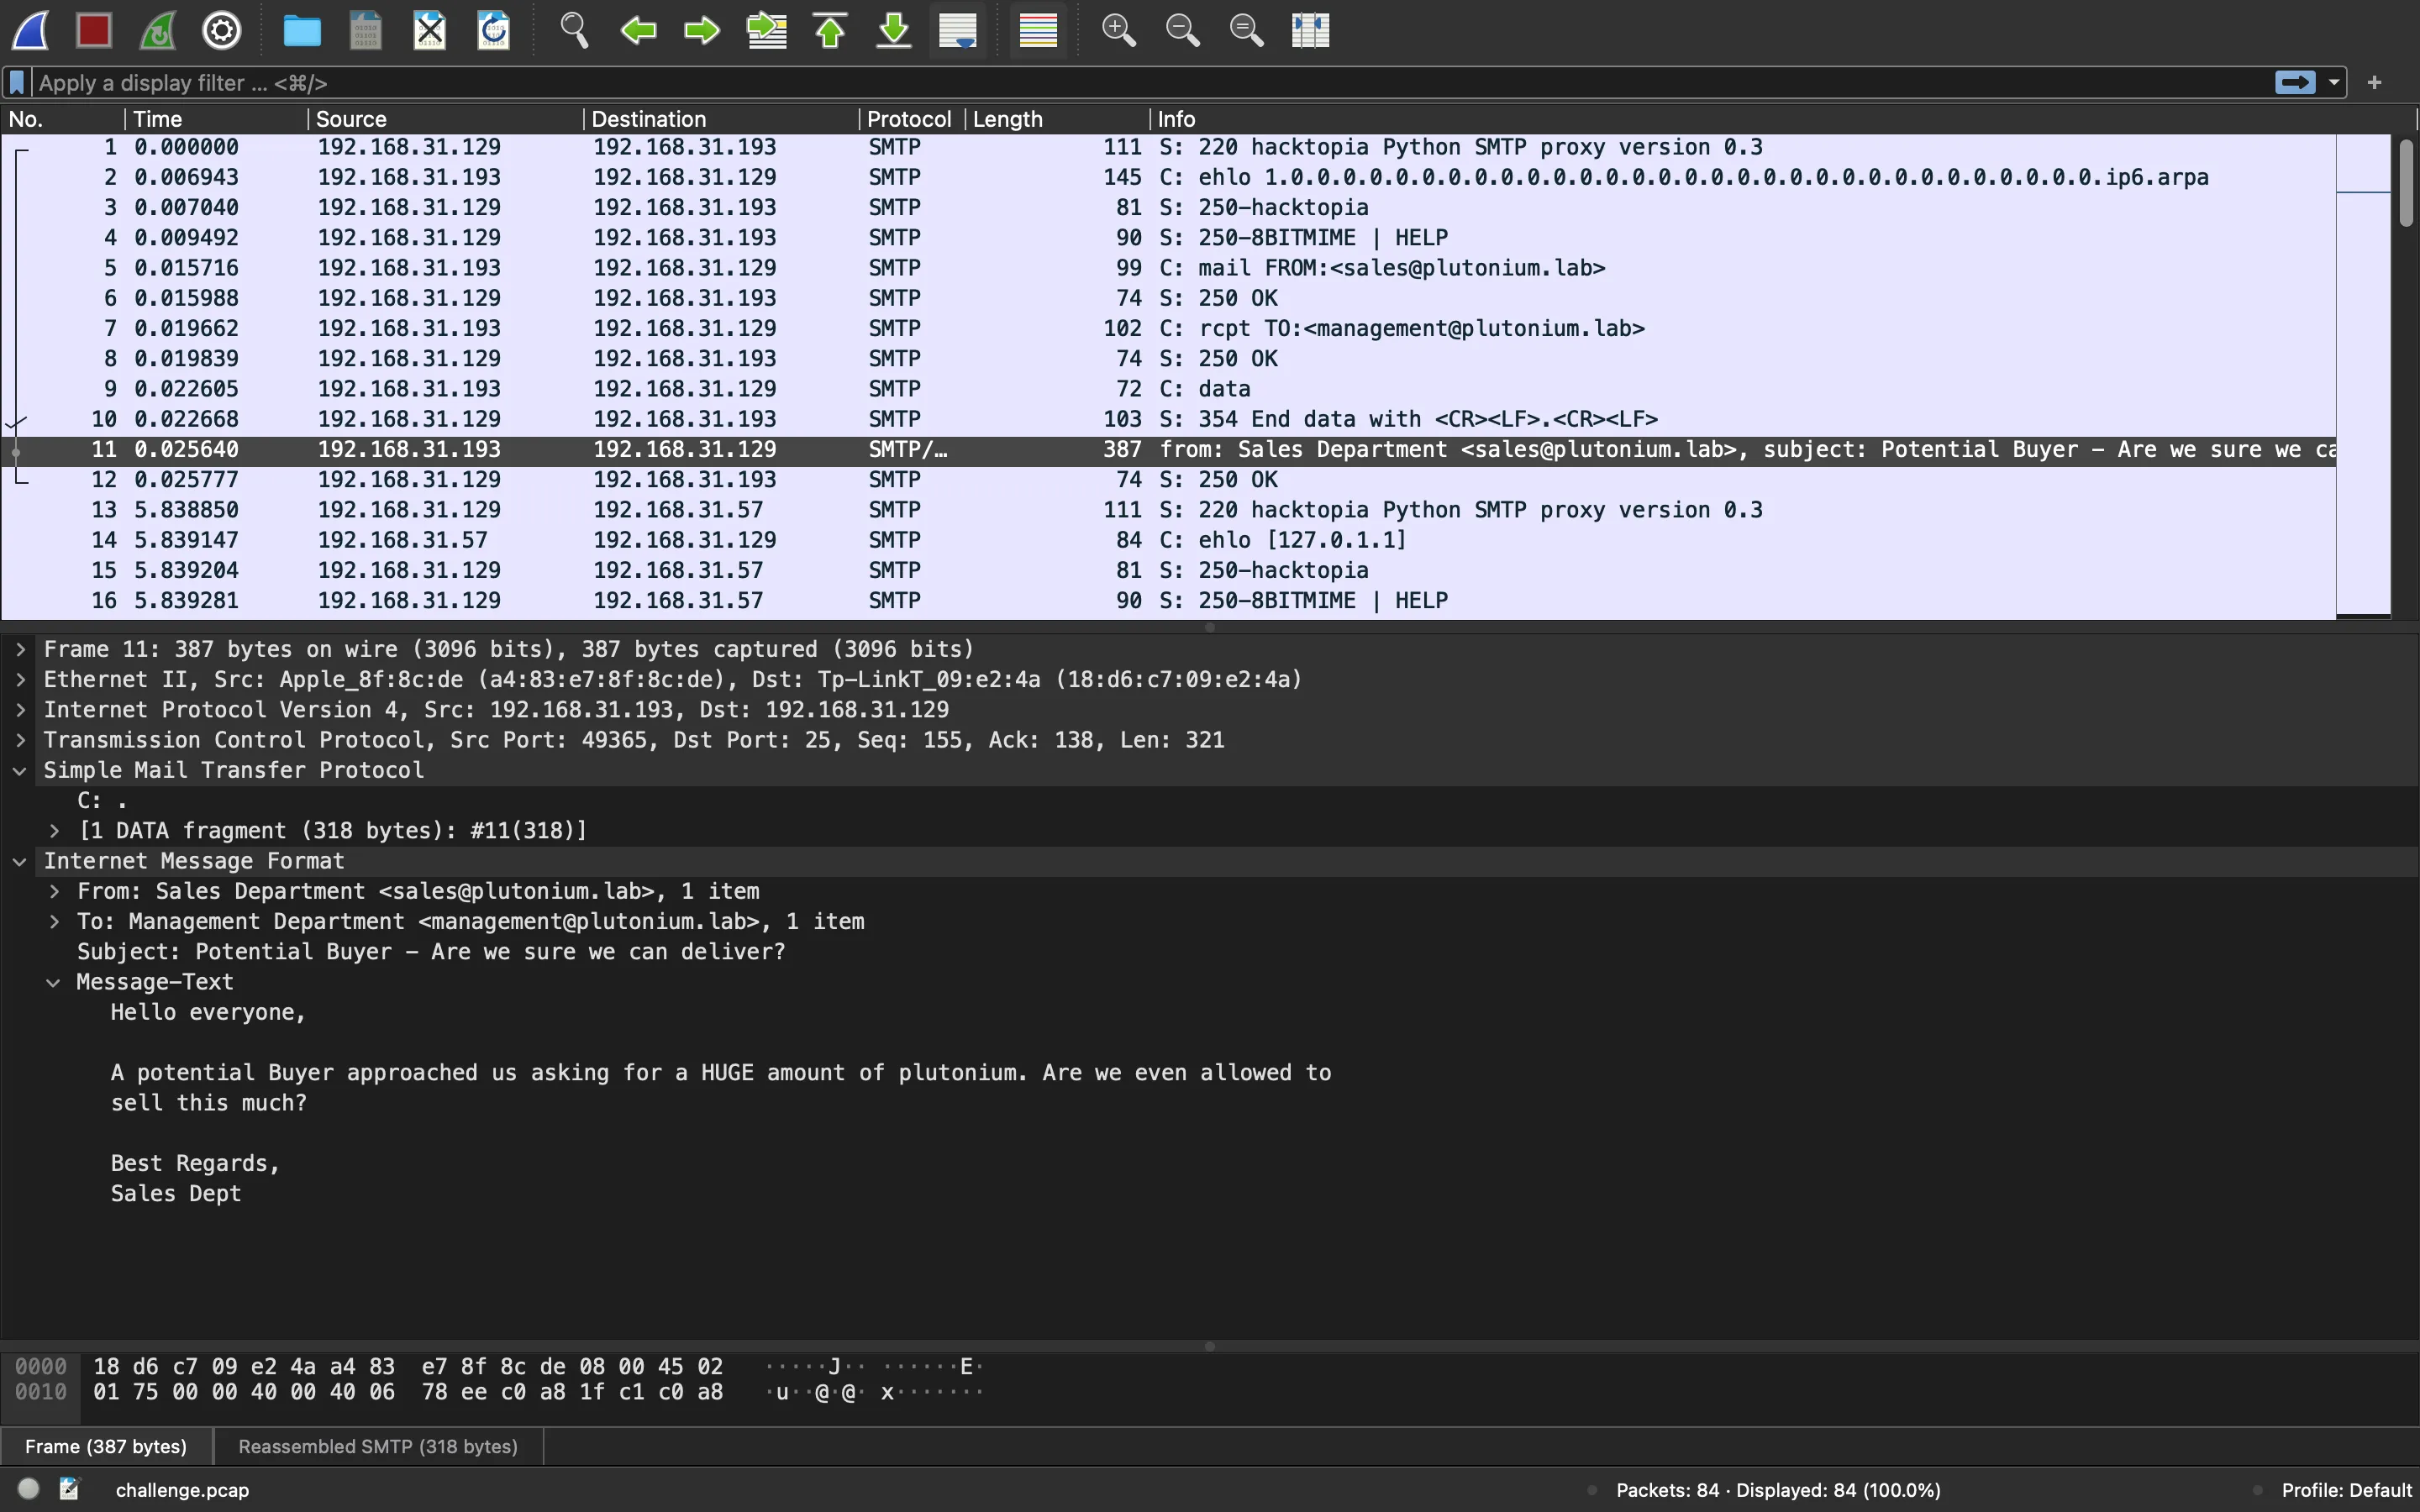 Apply a display filter ... <⌘/>
No. Time Source Destination Protocol Length Info
1 0.000000 192.168.31.129 192.168.31.193 SMTP 111 S: 220 hacktopia Python SMTP proxy version 0.3
2 0.006943 192.168.31.193 192.168.31.129 SMTP 145 C: ehlo 1.0.0.0.0.0.0.0.0.0.0.0.0.0.0.0.0.0.0.0.0.0.0.0.0.0.0.0.0.0.0.0.ip6.arpa
3 0.007040 192.168.31.129 192.168.31.193 SMTP 81 S: 250-hacktopia
4 0.009492 192.168.31.129 192.168.31.193 SMTP 90 S: 250-8BITMIME | HELP
5 0.015716 192.168.31.193 192.168.31.129 SMTP 99 C: mail FROM:<sales@plutonium.lab>
6 0.015988 192.168.31.129 192.168.31.193 SMTP 74 S: 250 OK
7 0.019662 192.168.31.193 192.168.31.129 SMTP 102 C: rcpt TO:<management@plutonium.lab>
8 0.019839 192.168.31.129 192.168.31.193 SMTP 74 S: 250 OK
9 0.022605 192.168.31.193 192.168.31.129 SMTP 72 C: data
10 0.022668 192.168.31.129 192.168.31.193 SMTP 103 S: 354 End data with <CR><LF>.<CR><LF>
11 0.025640 192.168.31.193 192.168.31.129 SMTP/… 387 from: Sales Department <sales@plutonium.lab>, subject: Potential Buyer – Are we sure we ca
12 0.025777 192.168.31.129 192.168.31.193 SMTP 74 S: 250 OK
13 5.838850 192.168.31.129 192.168.31.57 SMTP 111 S: 220 hacktopia Python SMTP proxy version 0.3
14 5.839147 192.168.31.57 192.168.31.129 SMTP 84 C: ehlo [127.0.1.1]
15 5.839204 192.168.31.129 192.168.31.57 SMTP 81 S: 250-hacktopia
16 5.839281 192.168.31.129 192.168.31.57 SMTP 90 S: 250-8BITMIME | HELP
Frame 11: 387 bytes on wire (3096 bits), 387 bytes captured (3096 bits)
Ethernet II, Src: Apple_8f:8c:de (a4:83:e7:8f:8c:de), Dst: Tp-LinkT_09:e2:4a (18:d6:c7:09:e2:4a)
Internet Protocol Version 4, Src: 192.168.31.193, Dst: 192.168.31.129
Transmission Control Protocol, Src Port: 49365, Dst Port: 25, Seq: 155, Ack: 138, Len: 321
Simple Mail Transfer Protocol
C: .
[1 DATA fragment (318 bytes): #11(318)]
Internet Message Format
From: Sales Department <sales@plutonium.lab>, 1 item
To: Management Department <management@plutonium.lab>, 1 item
Subject: Potential Buyer – Are we sure we can deliver?
Message-Text
Hello everyone,
A potential Buyer approached us asking for a HUGE amount of plutonium. Are we even allowed to
sell this much?
Best Regards,
Sales Dept
0000 18 d6 c7 09 e2 4a a4 83 e7 8f 8c de 08 00 45 02 ·····J·· ······E·
0010 01 75 00 00 40 00 40 06 78 ee c0 a8 1f c1 c0 a8 ·u··@·@· x·······
Frame (387 bytes) Reassembled SMTP (318 bytes)
challenge.pcap Packets: 84 · Displayed: 84 (100.0%) Profile: Default